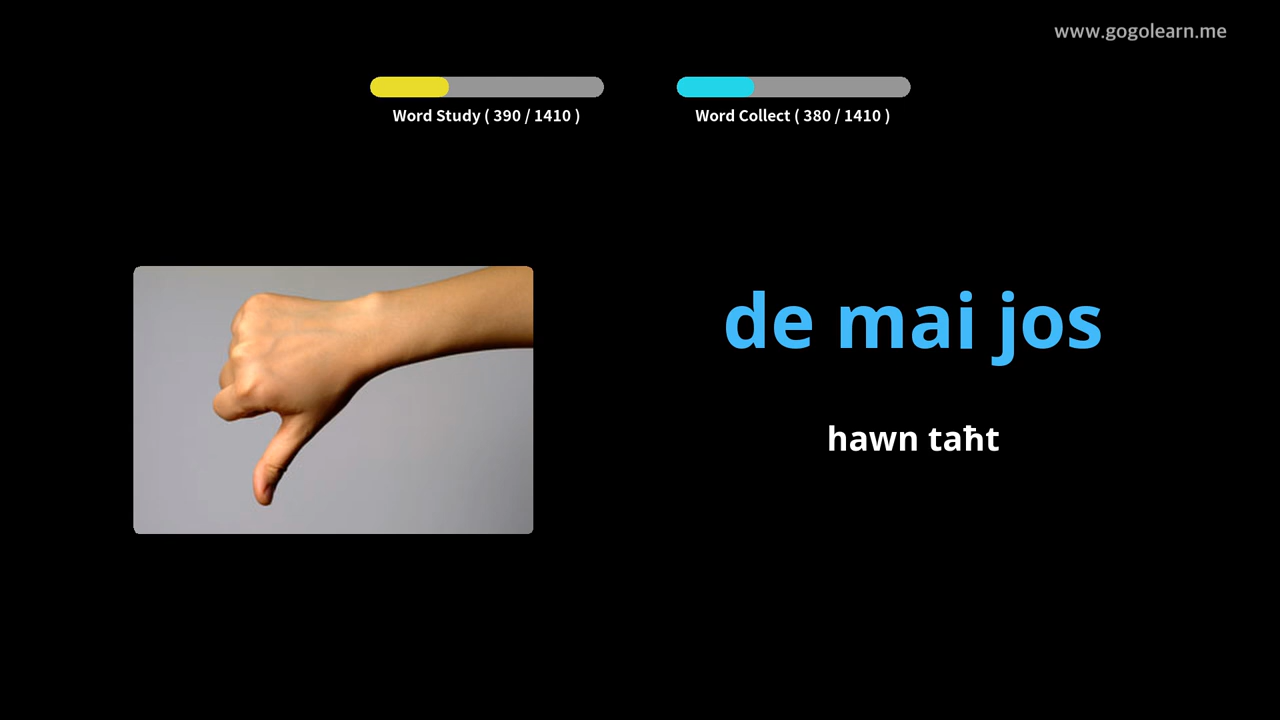 www.gogolearn.me
Word Study ( 390 / 1410 )
Word Collect ( 380 / 1410 )
de mai jos
hawn taħt